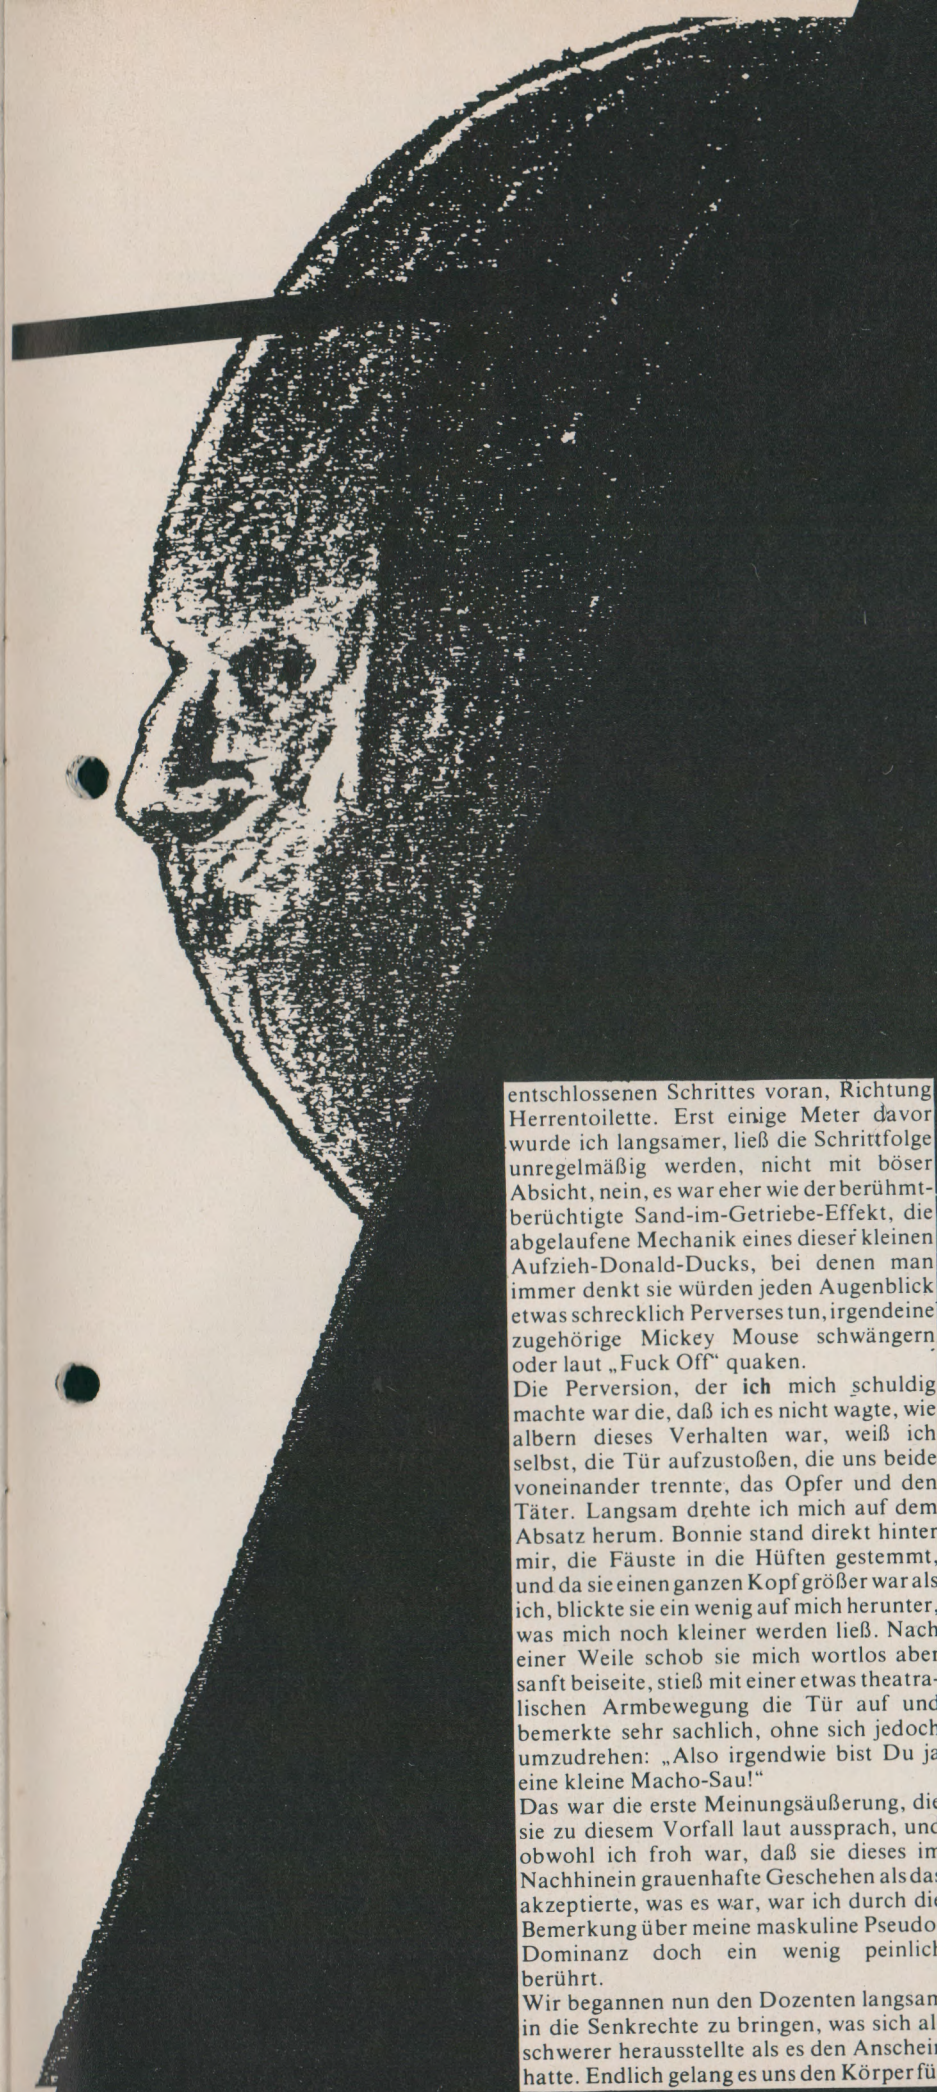 entschlossenen Schrittes voran, Richtung
Herrentoilette. Erst einige Meter davor
wurde ich langsamer, ließ die Schrittfolge
unregelmäßig werden, nicht mit böser
Absicht, nein, es war eher wie der berühmt-
berüchtigte Sand-im-Getriebe-Effekt, die
abgelaufene Mechanik eines dieser kleinen
Aufzieh-Donald-Ducks, bei denen man
immer denkt sie würden jeden Augenblick
etwas schrecklich Perverses tun, irgendeine
zugehörige Mickey Mouse schwängern
oder laut „Fuck Off“ quaken.
Die Perversion, der ich mich schuldig
machte war die, daß ich es nicht wagte, wie
albern dieses Verhalten war, weiß ich
selbst, die Tür aufzustoßen, die uns beide
voneinander trennte, das Opfer und den
Täter. Langsam drehte ich mich auf dem
Absatz herum. Bonnie stand direkt hinter
mir, die Fäuste in die Hüften gestemmt,
und da sie einen ganzen Kopf größer war als
ich, blickte sie ein wenig auf mich herunter,
was mich noch kleiner werden ließ. Nach
einer Weile schob sie mich wortlos aber
sanft beiseite, stieß mit einer etwas theatra-
lischen Armbewegung die Tür auf und
bemerkte sehr sachlich, ohne sich jedoch
umzudrehen: „Also irgendwie bist Du ja
eine kleine Macho-Sau!“
Das war die erste Meinungsäußerung, die
sie zu diesem Vorfall laut aussprach, und
obwohl ich froh war, daß sie dieses im
Nachhinein grauenhafte Geschehen als das
akzeptierte, was es war, war ich durch die
Bemerkung über meine maskuline Pseudo-
Dominanz doch ein wenig peinlich
berührt.
Wir begannen nun den Dozenten langsam
in die Senkrechte zu bringen, was sich al
schwerer herausstellte als es den Anschein
hatte. Endlich gelang es uns den Körper fü